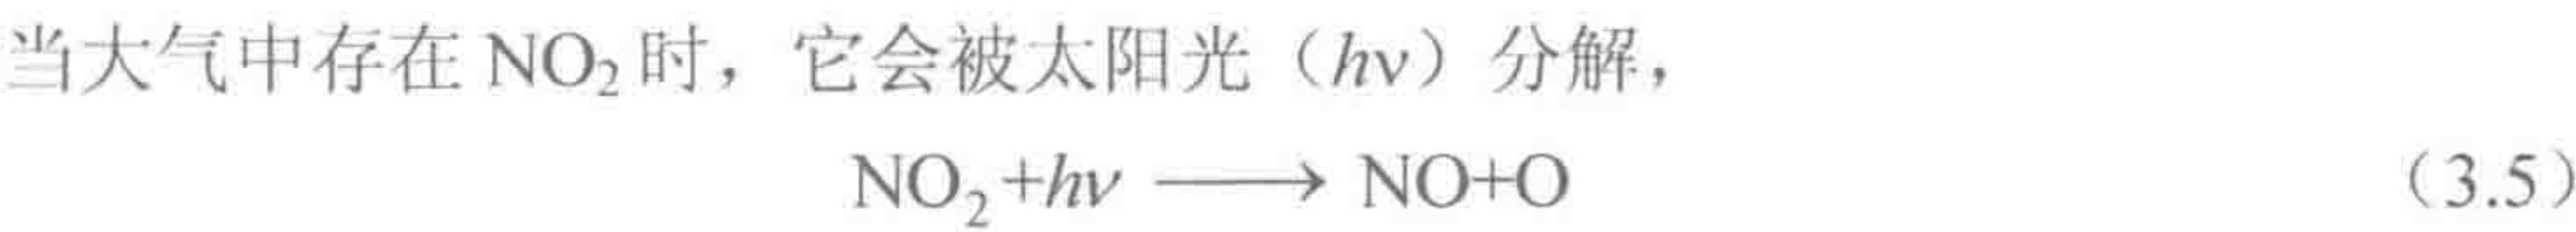 当大气中存在 NO₂ 时，它会被太阳光（hν）分解，
NO₂+hν ⟶ NO+O （3.5）